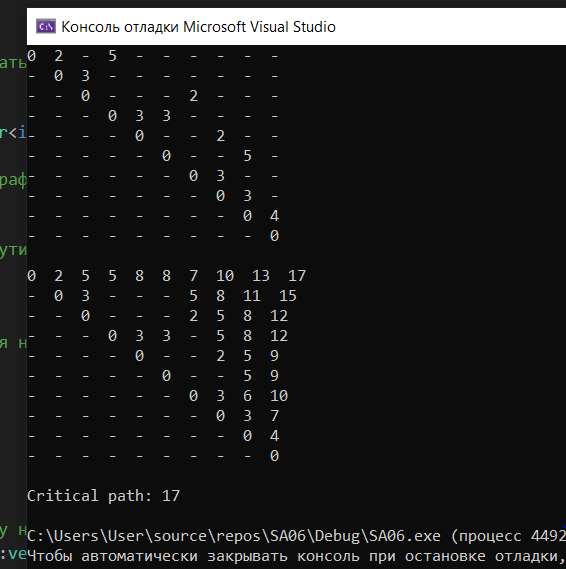 Консоль отладки Microsoft Visual Studio
0 2 - 5 - - - - - -
- 0 3 - - - - - - -
- - 0 - - - 2 - - -
- - - 0 3 3 - - - -
- - - - 0 - - 2 - -
- - - - - 0 - - 5 -
- - - - - - 0 3 - -
- - - - - - - 0 3 -
- - - - - - - - 0 4
- - - - - - - - - 0
0 2 5 5 8 8 7 10 13 17
- 0 3 - - - 5 8 11 15
- - 0 - - - 2 5 8 12
- - - 0 3 3 - 5 8 12
- - - - 0 - - 2 5 9
- - - - - 0 - - 5 9
- - - - - - 0 3 6 10
- - - - - - - 0 3 7
- - - - - - - - 0 4
- - - - - - - - - 0
Critical path: 17
C:\Users\User\source\repos\SA06\Debug\SA06.exe (процесс 4492
Чтобы автоматически закрывать консоль при остановке отладки,